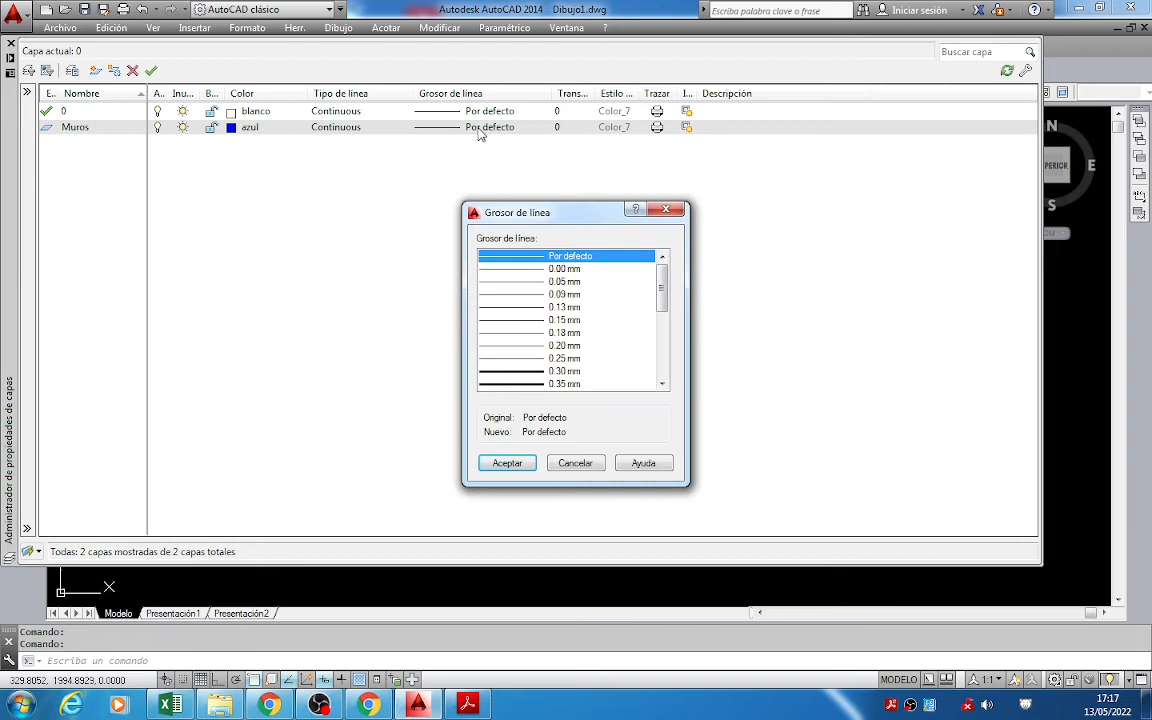 AutoCAD clásico
Autodesk AutoCAD 2014 Dibujo1.dwg
Escriba palabra clave o frase
Iniciar sesión
Archivo Edición Ver Insertar Formato Herr. Dibujo Acotar Modificar Paramétrico Ventana ?
Capa actual: 0
Buscar capa
E.. Nombre A.. Inu... B.. Color Tipo de línea Grosor de línea Trans... Estilo ... Trazar I... Descripción
0 blanco Continuous Por defecto 0 Color_7
Muros azul Continuous Por defecto 0 Color_7
N
E
S
Grosor de línea
Grosor de línea:
Por defecto
0.00 mm
0.05 mm
0.09 mm
0.13 mm
0.15 mm
0.18 mm
0.20 mm
0.25 mm
0.30 mm
0.35 mm
Original: Por defecto
Nuevo: Por defecto
Aceptar Cancelar Ayuda
Administrador de propiedades de capas
Todas: 2 capas mostradas de 2 capas totales
X
Modelo Presentación1 Presentación2
Comando:
Comando:
Escriba un comando
329.8052, -1994.8929, 0.0000
MODELO
1:1
17:17
13/05/2022